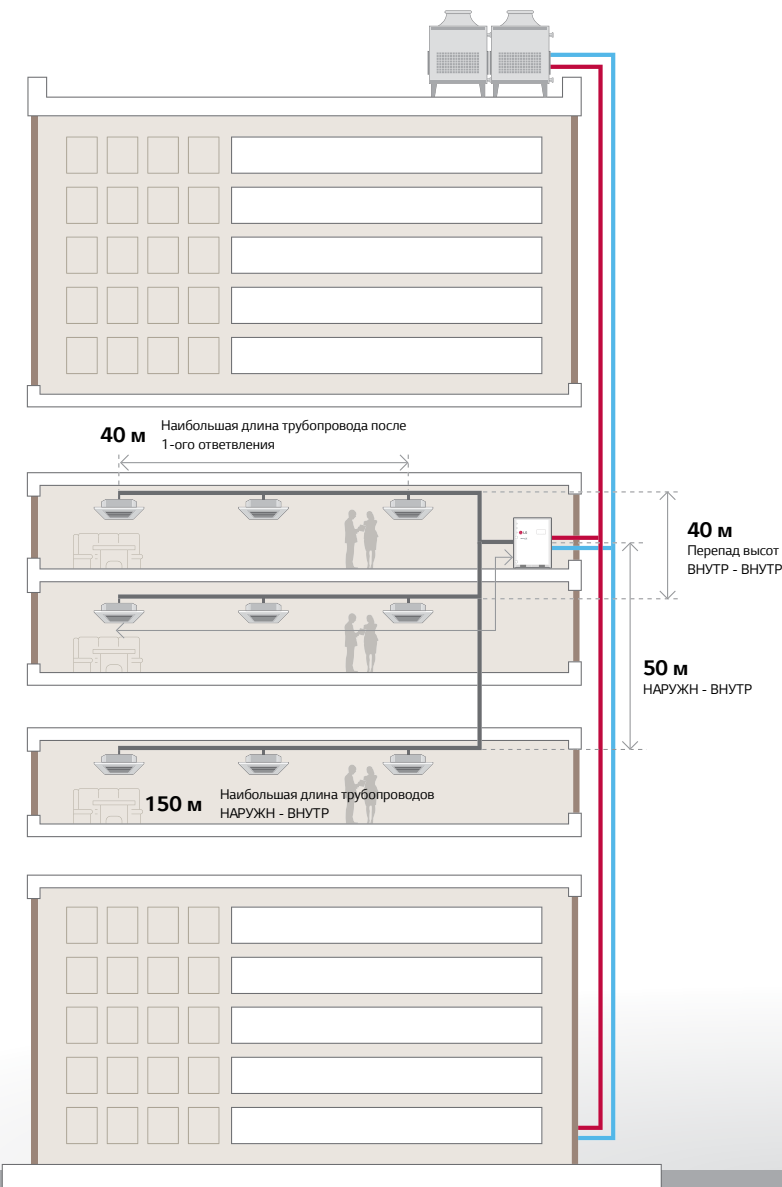 40 м
Наибольшая длина трубопровода после
1-ого ответвления
LG
40 м
Перепад высот
ВНУТР - ВНУТР
50 м
НАРУЖН - ВНУТР
150 м
Наибольшая длина трубопроводов
НАРУЖН - ВНУТР